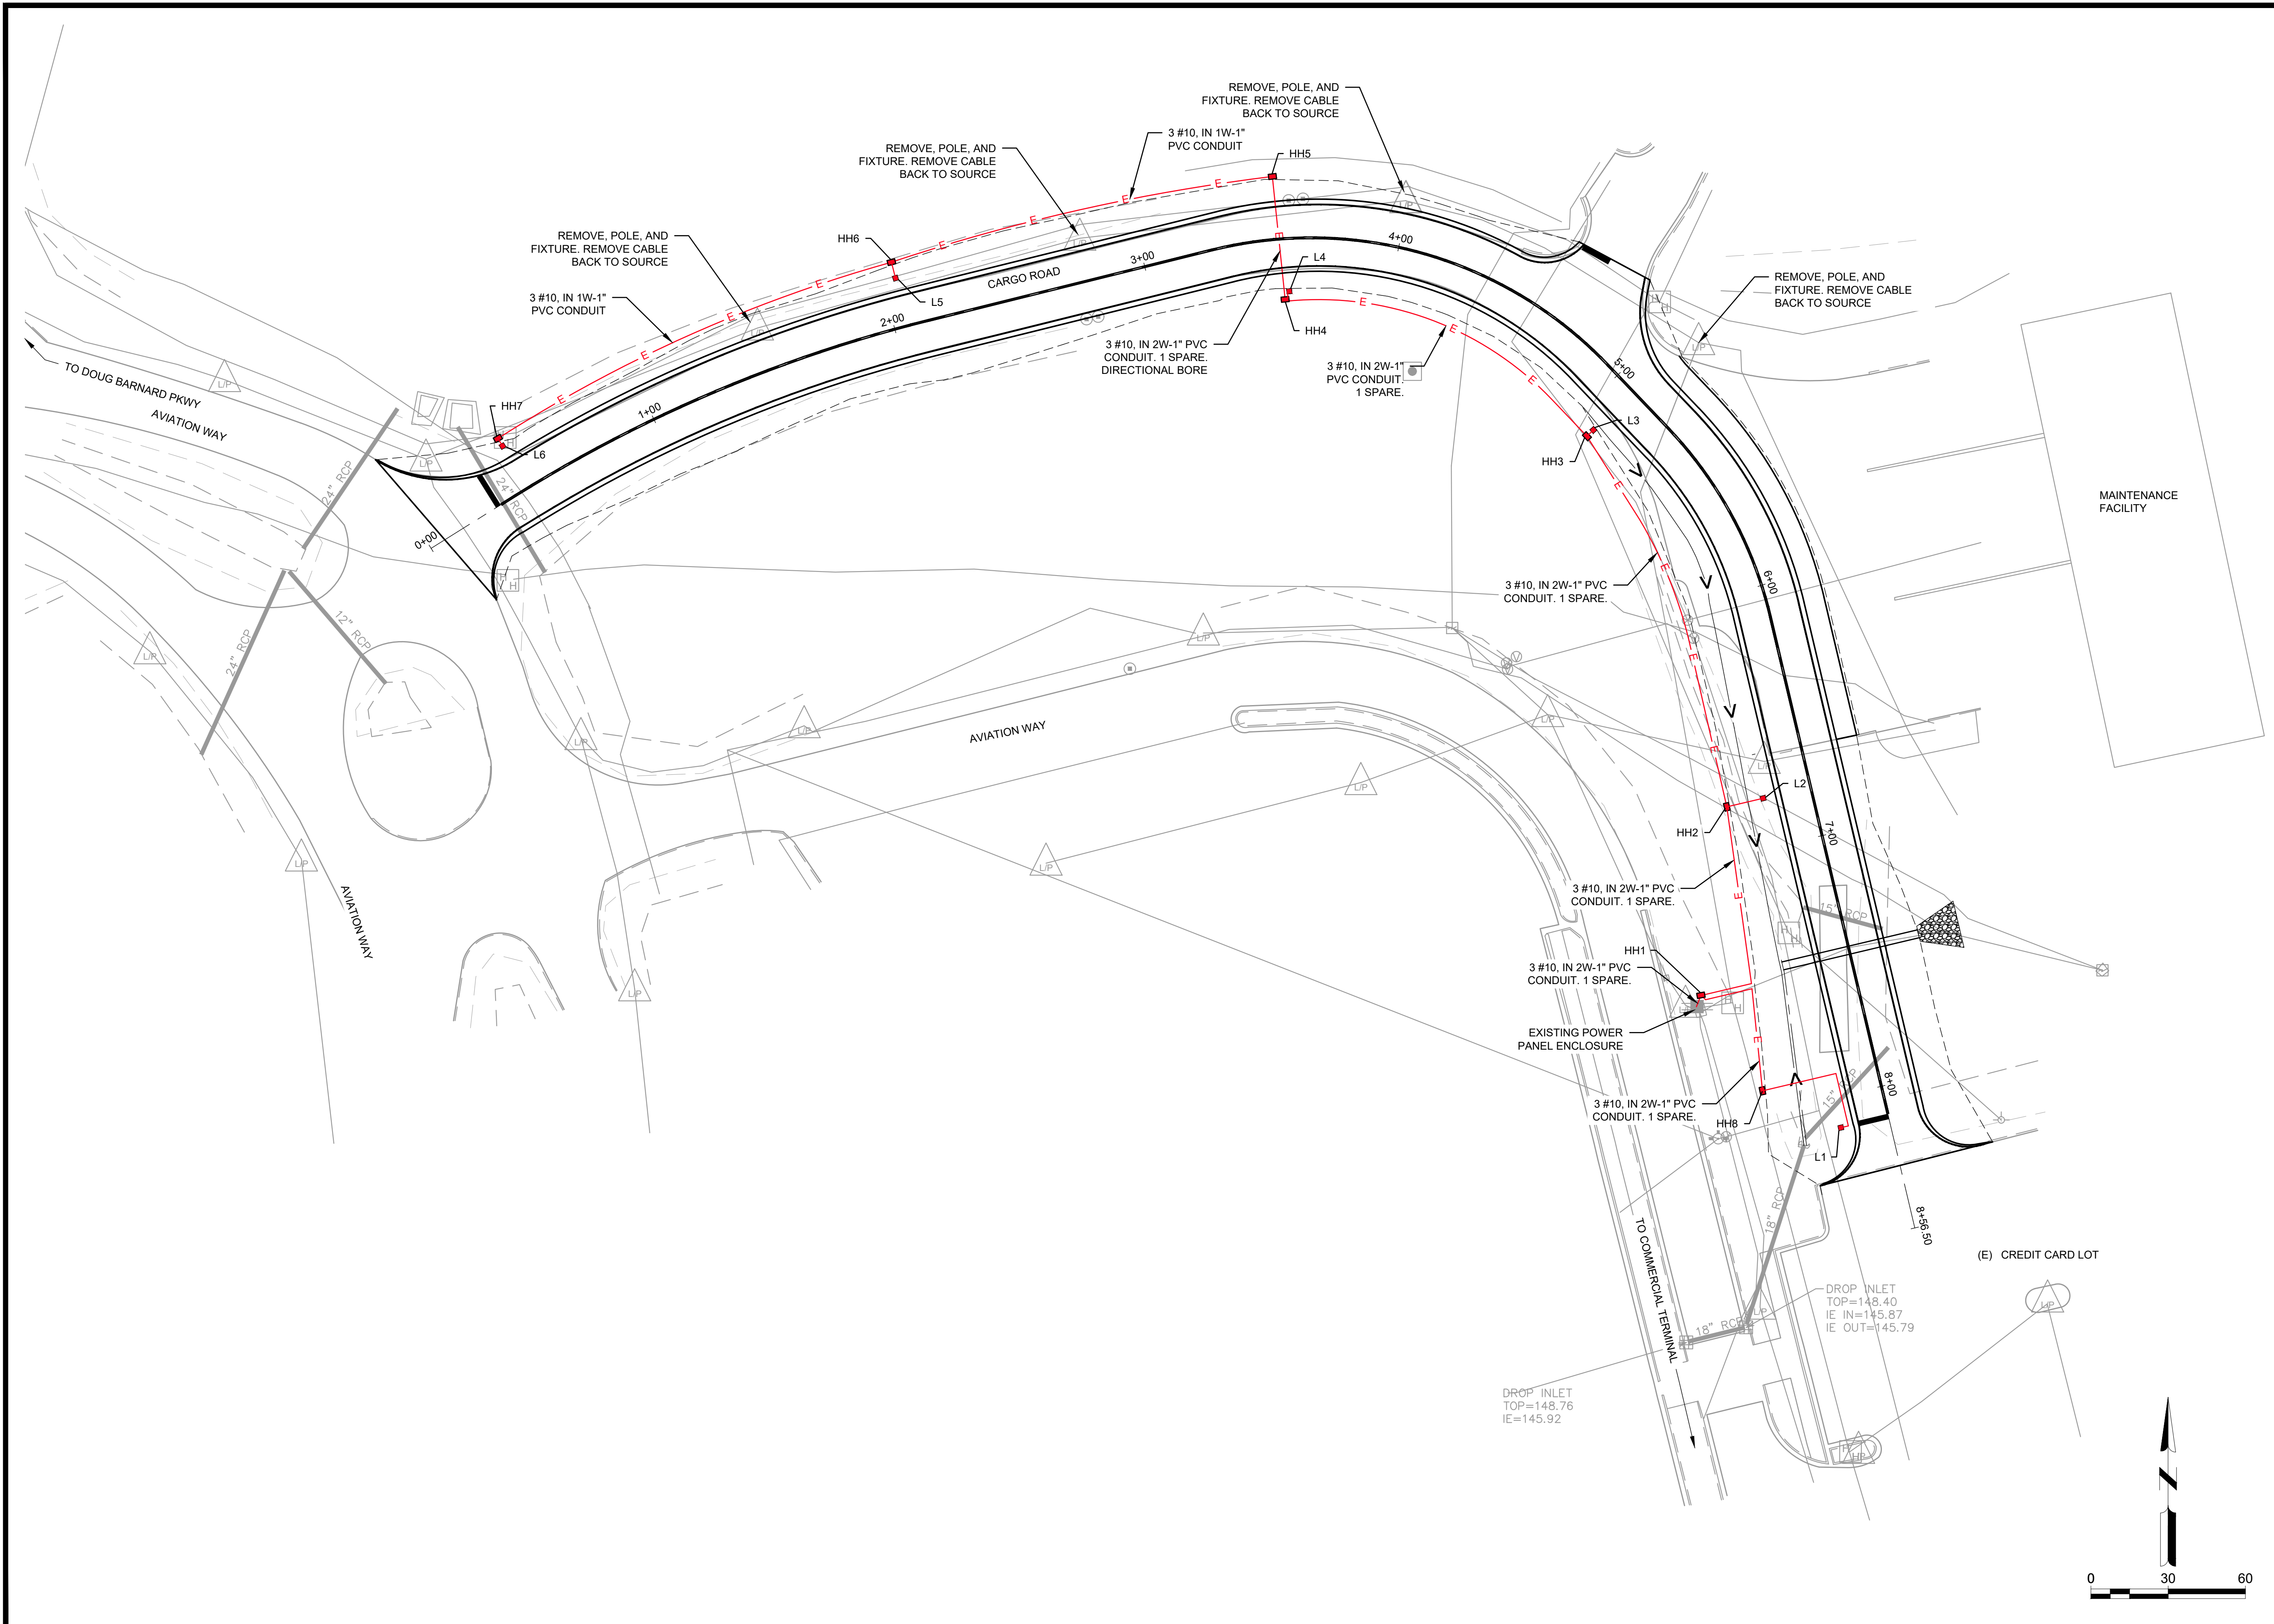 REMOVE, POLE, AND
FIXTURE. REMOVE CABLE
BACK TO SOURCE
3 #10, IN 1W-1"
PVC CONDUIT
HH5
REMOVE, POLE, AND
FIXTURE. REMOVE CABLE
BACK TO SOURCE
L/P
E
E
E
E
L/P
REMOVE, POLE, AND
FIXTURE. REMOVE CABLE
BACK TO SOURCE
HH6
E
4+00
3+00
L4
CARGO ROAD
L5
E
REMOVE, POLE, AND
FIXTURE. REMOVE CABLE
BACK TO SOURCE
3 #10, IN 1W-1"
PVC CONDUIT
H
E
L/P
2+00
E
HH4
E
L/P
3 #10, IN 2W-1" PVC
CONDUIT. 1 SPARE.
DIRECTIONAL BORE
E
3 #10, IN 2W-1"
PVC CONDUIT.
1 SPARE.
5+00
E
TO DOUG BARNARD PKWY
L/P
AVIATION WAY
E
HH7
1+00
L3
H
L6
L/P
HH3
24" RCP
24" RCP
E
MAINTENANCE
FACILITY
0+00
E
H
H
3 #10, IN 2W-1" PVC
CONDUIT. 1 SPARE.
6+00
12" RCP
24" RCP
L/P
L/P
V
E
AVIATION WAY
L/P
L/P
L/P
E
L/P
L/P
L2
HH2
7+00
L/P
L/P
3 #10, IN 2W-1" PVC
CONDUIT. 1 SPARE.
E
AVIATION WAY
15" RCP
H
H
HH1
3 #10, IN 2W-1" PVC
CONDUIT. 1 SPARE.
L/P
H
EXISTING POWER
PANEL ENCLOSURE
E
8+00
15" RCP
3 #10, IN 2W-1" PVC
CONDUIT. 1 SPARE.
HH8
L1
18" RCP
8+56.50
TO COMMERCIAL TERMINAL
(E) CREDIT CARD LOT
DROP INLET
TOP=148.40
IE IN=145.87
IE OUT=145.79
L/P
L/P
18" RCP
DROP INLET
TOP=148.76
IE=145.92
N
0 30 60